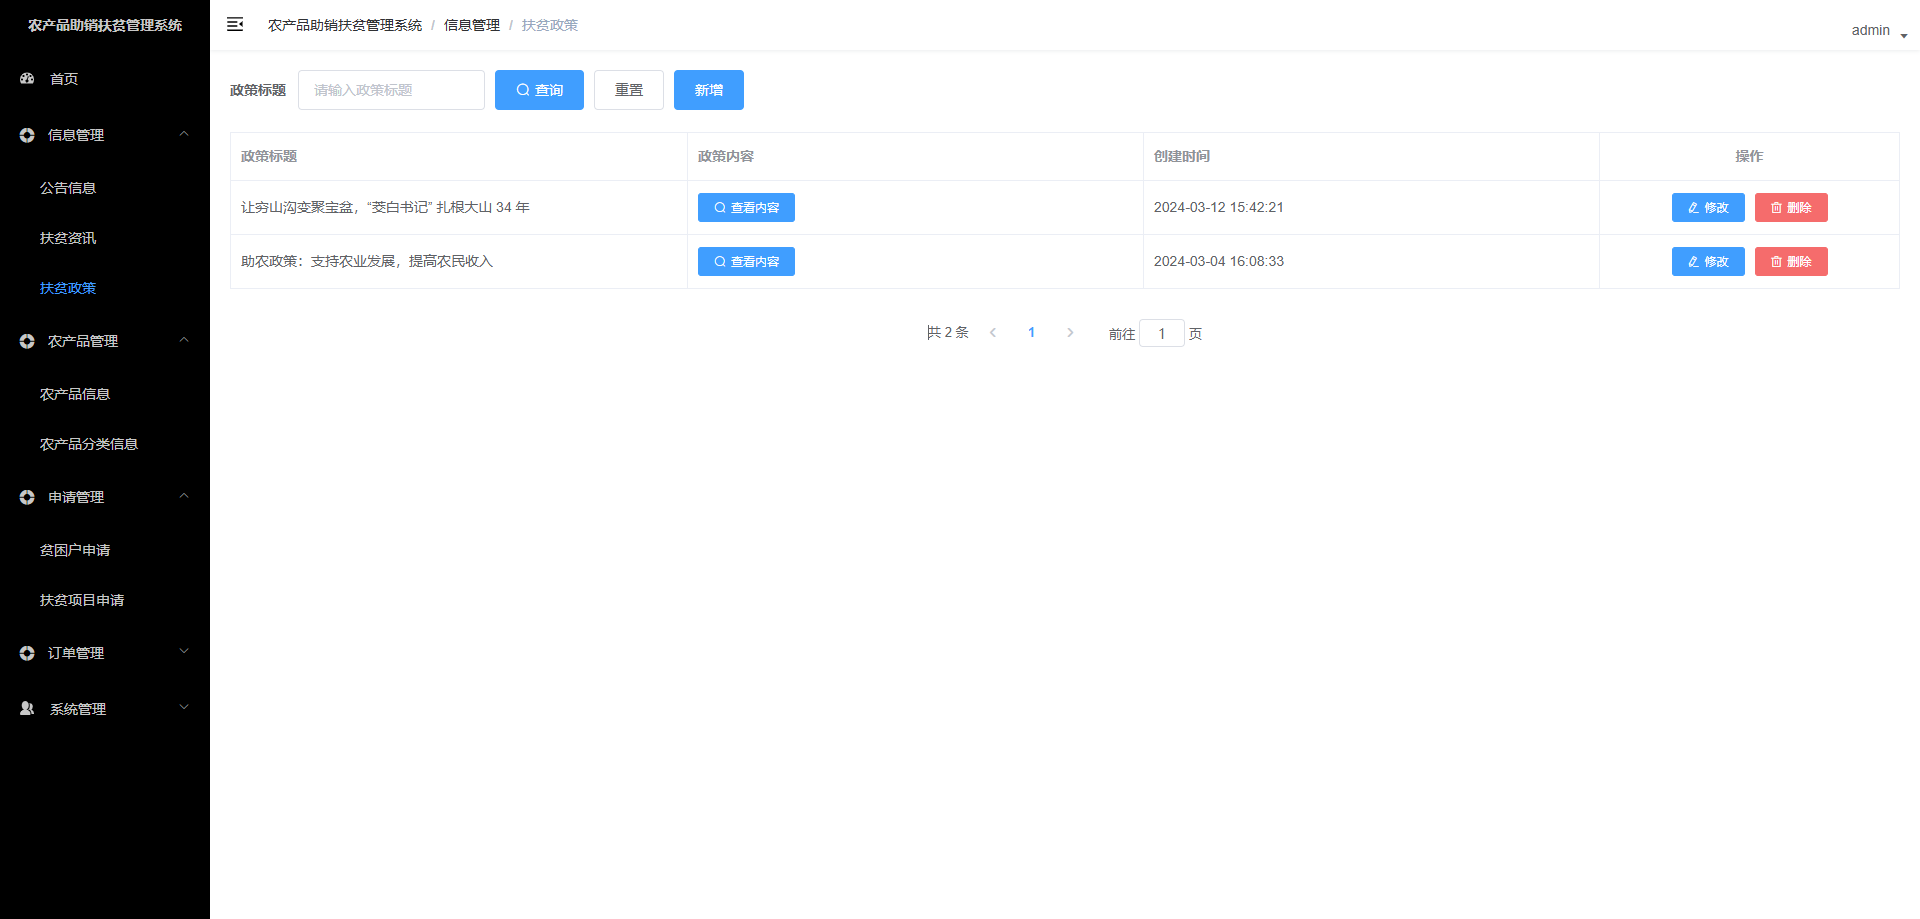 农产品助销扶贫管理系统
首页
信息管理
公告信息
扶贫资讯
扶贫政策
农产品管理
农产品信息
农产品分类信息
申请管理
贫困户申请
扶贫项目申请
订单管理
系统管理
农产品助销扶贫管理系统 / 信息管理 / 扶贫政策
admin
政策标题 请输入政策标题 查询 重置 新增
政策标题 政策内容 创建时间 操作
让穷山沟变聚宝盆，“茭白书记” 扎根大山 34 年 查看内容 2024-03-12 15:42:21 修改 删除
助农政策：支持农业发展，提高农民收入 查看内容 2024-03-04 16:08:33 修改 删除
共 2 条 1 前往 1 页